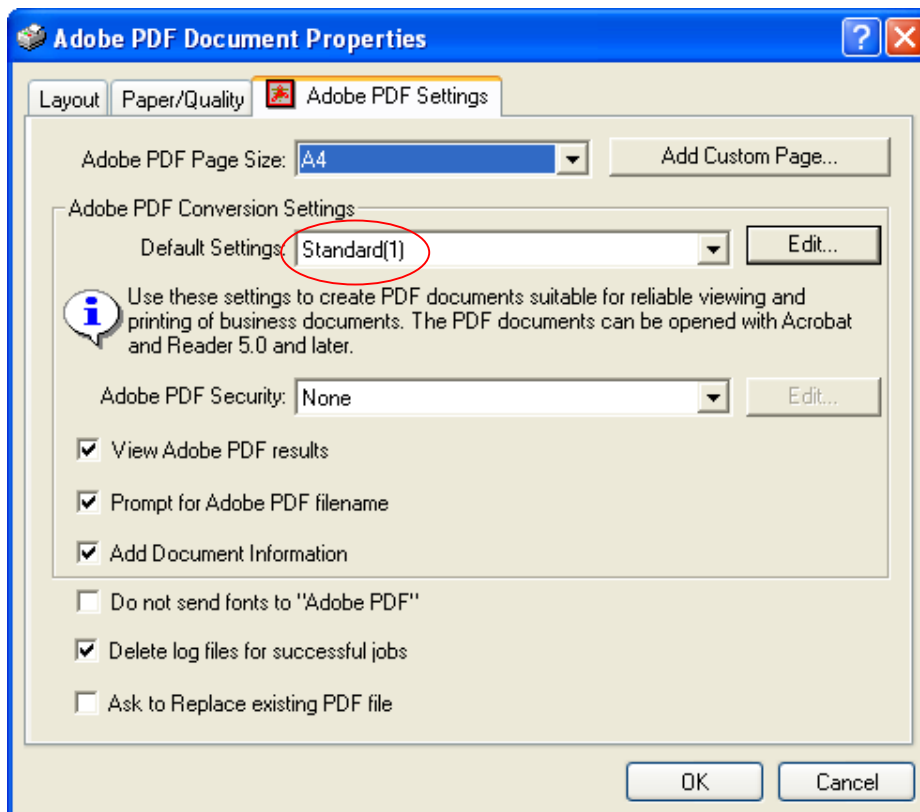 Adobe PDF Document Properties
?
Layout
Paper/Quality
Adobe PDF Settings
Adobe PDF Page Size: A4
Add Custom Page...
Adobe PDF Conversion Settings
Default Settings: Standard(1)
Edit...
Use these settings to create PDF documents suitable for reliable viewing and
printing of business documents. The PDF documents can be opened with Acrobat
and Reader 5.0 and later.
Adobe PDF Security: None
Edit...
View Adobe PDF results
Prompt for Adobe PDF filename
Add Document Information
Do not send fonts to "Adobe PDF"
Delete log files for successful jobs
Ask to Replace existing PDF file
OK
Cancel